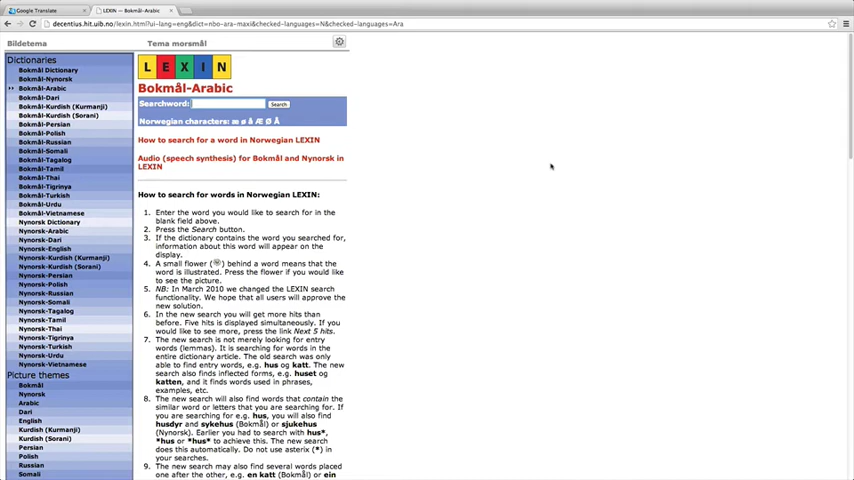 Google Translate
LEXIN — Bokmål-Arabic
decentius.hit.uib.no/lexin.html?ui-lang=eng&dict=nbo-ara-maxi&checked-languages=N&checked-languages=Ara
Bildetema
Tema morsmål
Dictionaries
Bokmål Dictionary
Bokmål-Nynorsk
Bokmål-Arabic
Bokmål-Dari
Bokmål-Kurdish (Kurmanji)
Bokmål-Kurdish (Sorani)
Bokmål-Persian
Bokmål-Polish
Bokmål-Russian
Bokmål-Somali
Bokmål-Tagalog
Bokmål-Tamil
Bokmål-Thai
Bokmål-Tigrinya
Bokmål-Turkish
Bokmål-Urdu
Bokmål-Vietnamese
Nynorsk Dictionary
Nynorsk-Arabic
Nynorsk-Dari
Nynorsk-English
Nynorsk-Kurdish (Kurmanji)
Nynorsk-Kurdish (Sorani)
Nynorsk-Persian
Nynorsk-Polish
Nynorsk-Russian
Nynorsk-Somali
Nynorsk-Tagalog
Nynorsk-Tamil
Nynorsk-Thai
Nynorsk-Tigrinya
Nynorsk-Turkish
Nynorsk-Urdu
Nynorsk-Vietnamese
Picture themes
Bokmål
Nynorsk
Arabic
Dari
English
Kurdish (Kurmanji)
Kurdish (Sorani)
Persian
Polish
Russian
Somali
LEXIN
Bokmål-Arabic
Searchword: Search
Norwegian characters: æ ø å Æ Ø Å
How to search for a word in Norwegian LEXIN
Audio (speech synthesis) for Bokmål and Nynorsk in
LEXIN
How to search for words in Norwegian LEXIN:
1. Enter the word you would like to search for in the
blank field above.
2. Press the Search button.
3. If the dictionary contains the word you searched for,
information about this word will appear on the
display.
4. A small flower ( ) behind a word means that the
word is illustrated. Press the flower if you would like
to see the picture.
5. NB: In March 2010 we changed the LEXIN search
functionality. We hope that all users will approve the
new solution.
6. In the new search you will get more hits than
before. Five hits is displayed simultaneously. If you
would like to see more, press the link Next 5 hits.
7. The new search is not merely looking for entry
words (lemmas). It is searching for words in the
entire dictionary article. The old search was only
able to find entry words, e.g. hus og katt. The new
search also finds inflected forms, e.g. huset og
katten, and it finds words used in phrases,
examples, etc.
8. The new search will also find words that contain the
similar word or letters that you are searching for. If
you are searching for e.g. hus, you will also find
husdyr and sykehus (Bokmål) or sjukehus
(Nynorsk). Earlier you had to search with hus*,
*hus or *hus* to achieve this. The new search
does this automatically. Do not use asterix (*) in
your searches.
9. The new search may also find several words placed
one after the other, e.g. en katt (Bokmål) or ein